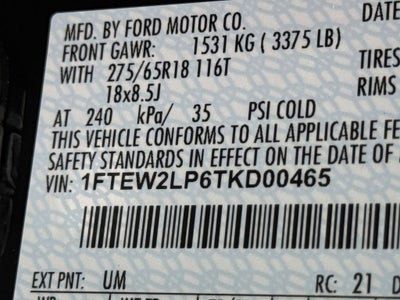 MFD. BY FORD MOTOR CO.
DATE
FRONT GAWR: 1531 KG ( 3375 LB)
WITH 275/65R18 116T
TIRES
18x8.5J
RIMS
AT 240 kPa/ 35 PSI COLD
THIS VEHICLE CONFORMS TO ALL APPLICABLE FE
SAFETY STANDARDS IN EFFECT ON THE DATE OF
VIN: 1FTEW2LP6TKD00465
EXT PNT: UM
RC: 21